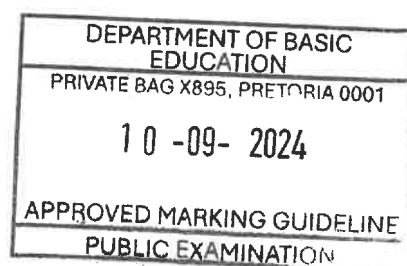 DEPARTMENT OF BASIC
EDUCATION
PRIVATE BAG X895, PRETORIA 0001
10 -09- 2024
APPROVED MARKING GUIDELINE
PUBLIC EXAMINATION